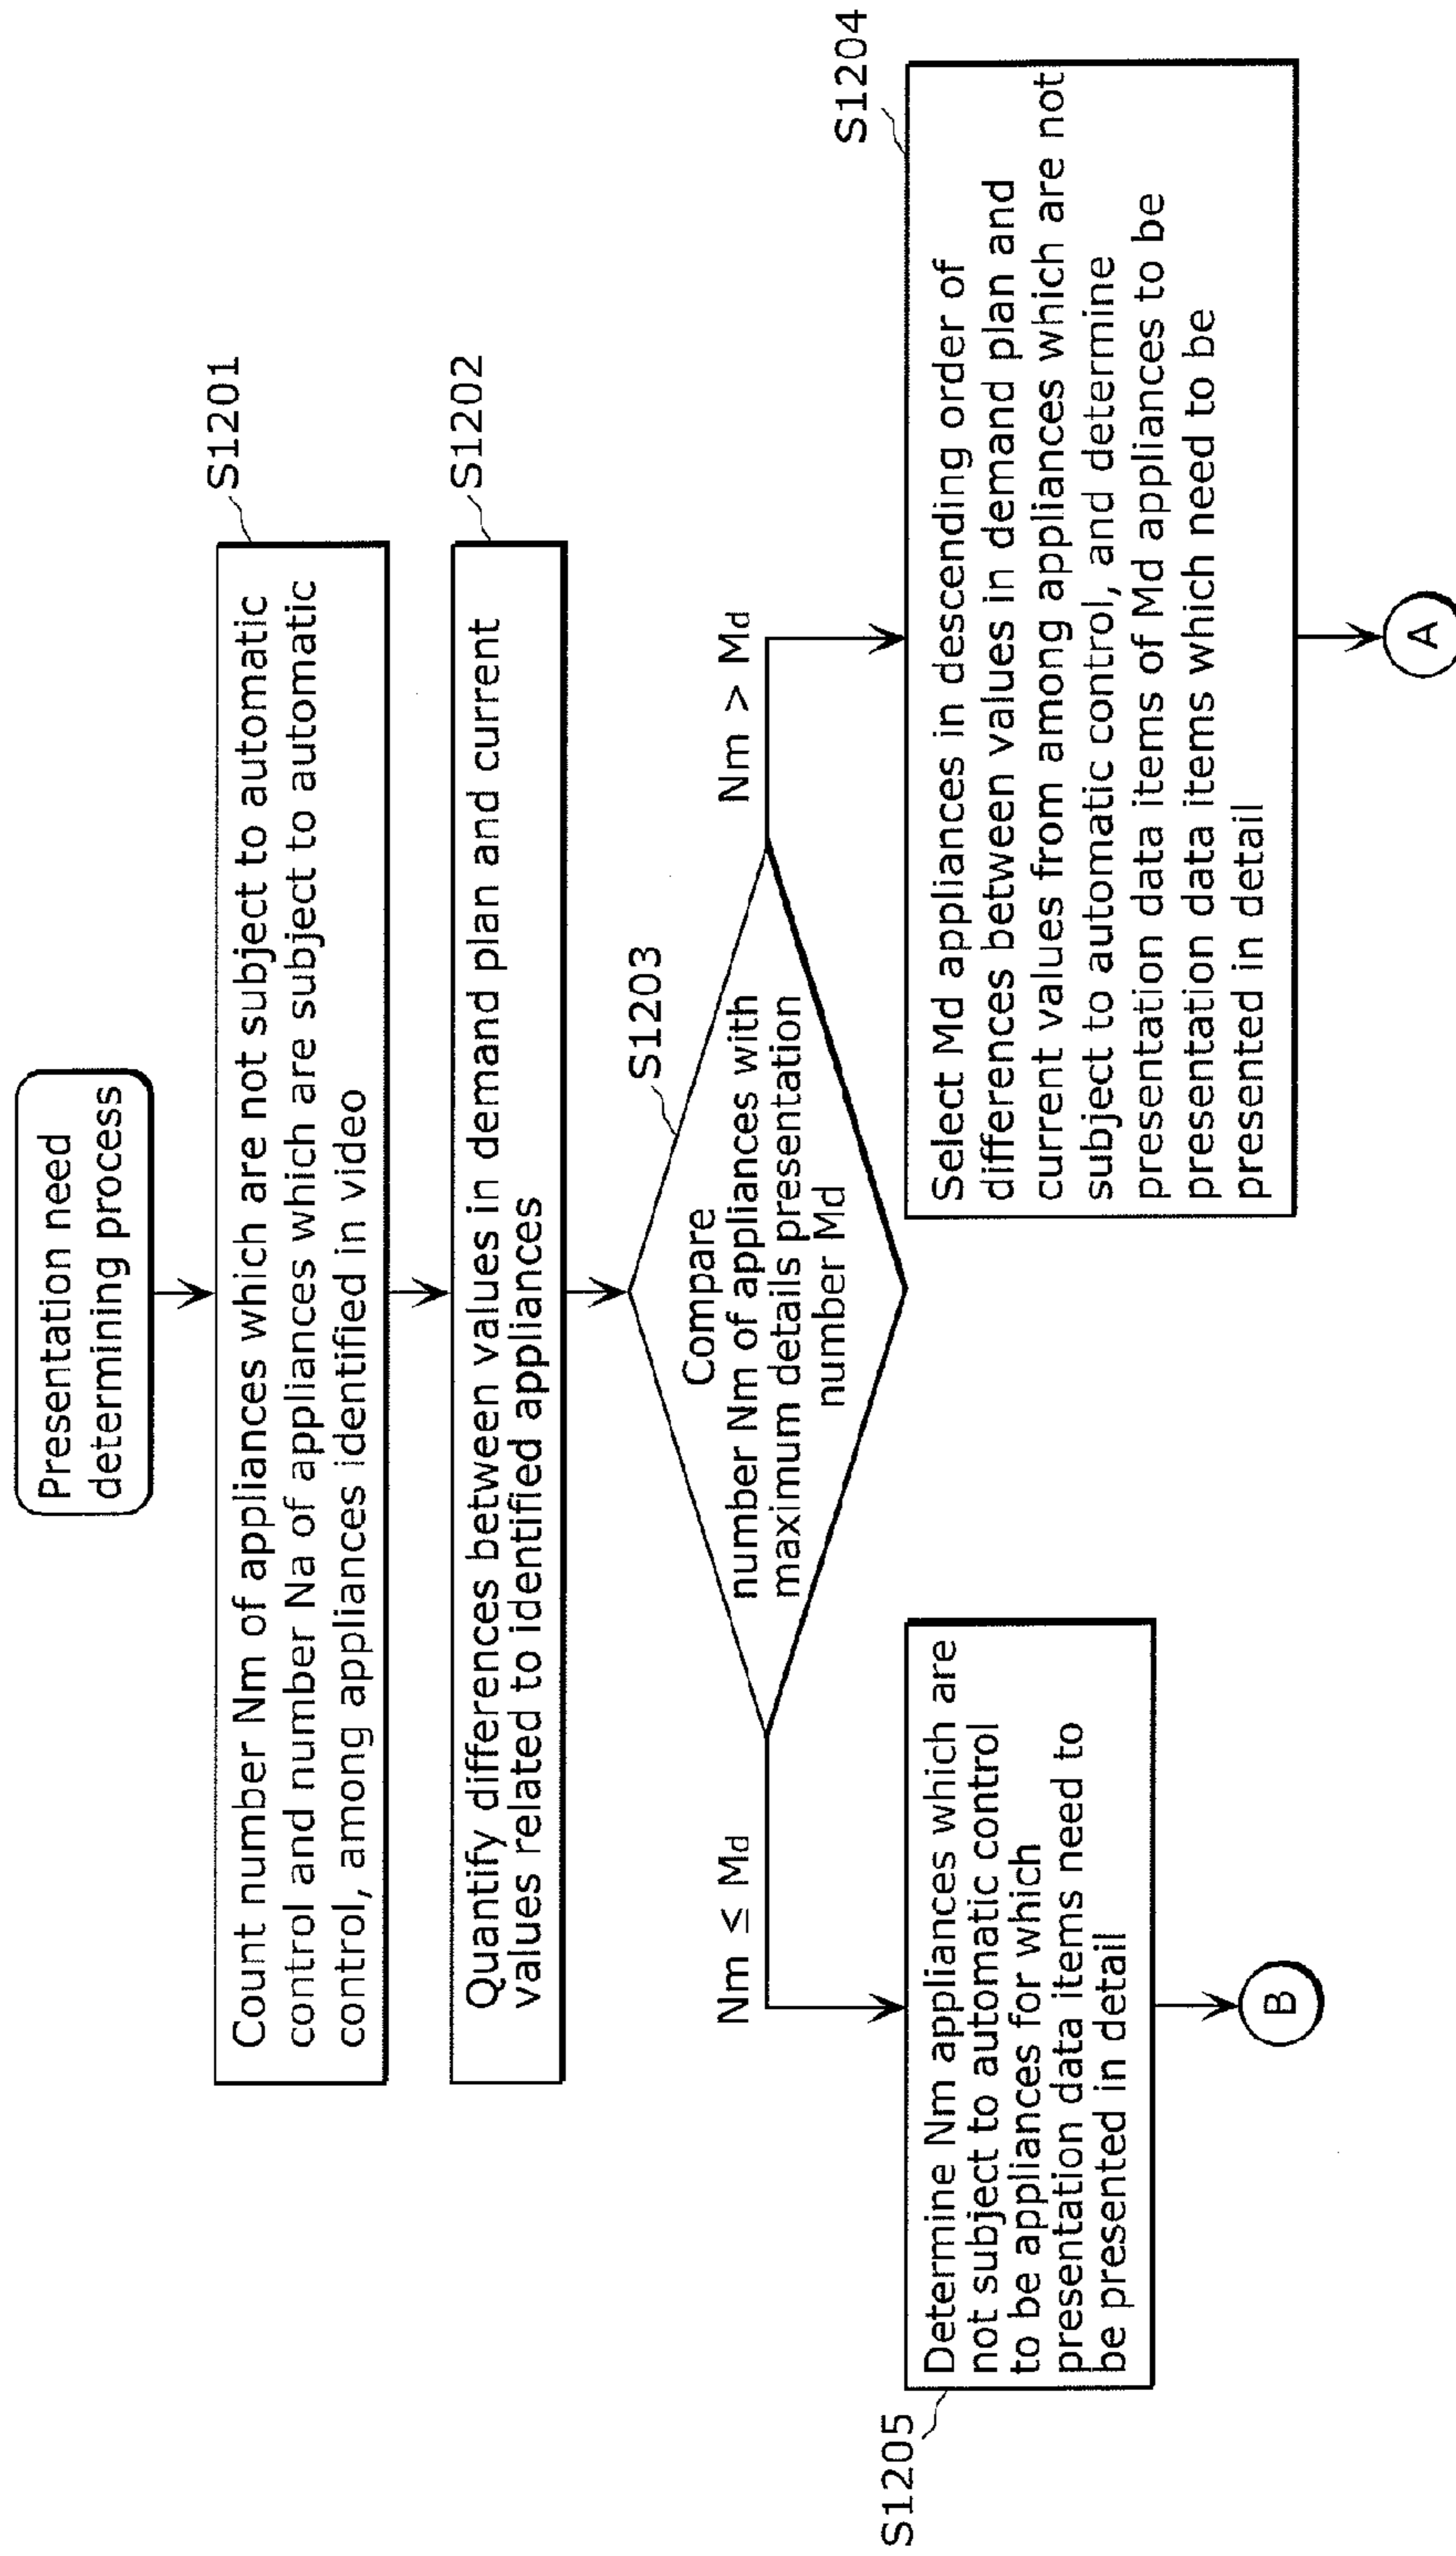 Presentation need
determining process
S1201
Count number Nm of appliances which are not subject to automatic
control and number Na of appliances which are subject to automatic
control, among appliances identified in video
S1202
Quantify differences between values in demand plan and current
values related to identified appliances
S1203
Compare
number Nm of appliances with
maximum details presentation
number Md
Nm ≤ Md
Nm > Md
S1204
Select Md appliances in descending order of
differences between values in demand plan and
current values from among appliances which are not
subject to automatic control, and determine
presentation data items of Md appliances to be
presentation data items which need to be
presented in detail
A
S1205
Determine Nm appliances which are
not subject to automatic control
to be appliances for which
presentation data items need to
be presented in detail
B